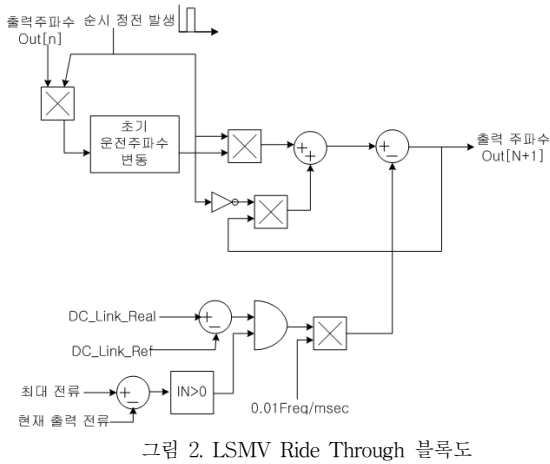 출력주파수
Out[n]
순시 정전 발생
초기
운전주파수
변동
출력 주파수
Out[N+1]
DC_Link_Real
DC_Link_Ref
최대 전류
현재 출력 전류
IN>0
0.01Freq/msec
그림 2. LSMV Ride Through 블록도